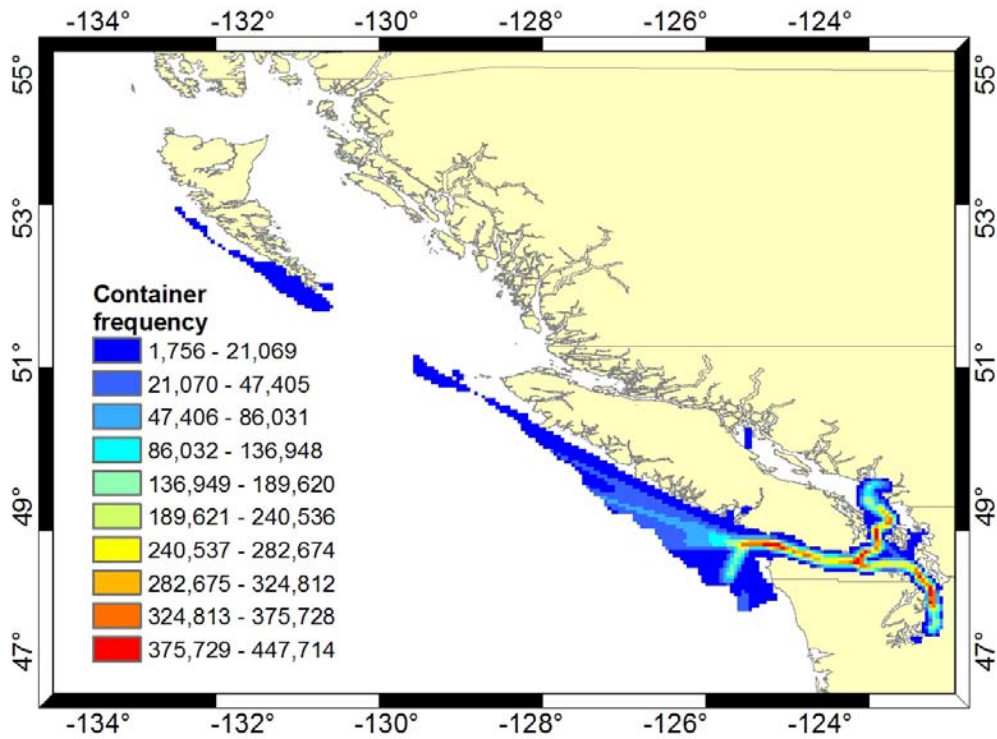 -134° -132° -130° -128° -126° -124°
55° 55°
53° 53°
Container
frequency
1,756 - 21,069
51° 51°
21,070 - 47,405
47,406 - 86,031
86,032 - 136,948
136,949 - 189,620
49° 49°
189,621 - 240,536
240,537 - 282,674
282,675 - 324,812
324,813 - 375,728
375,729 - 447,714
47° 47°
-134° -132° -130° -128° -126° -124°